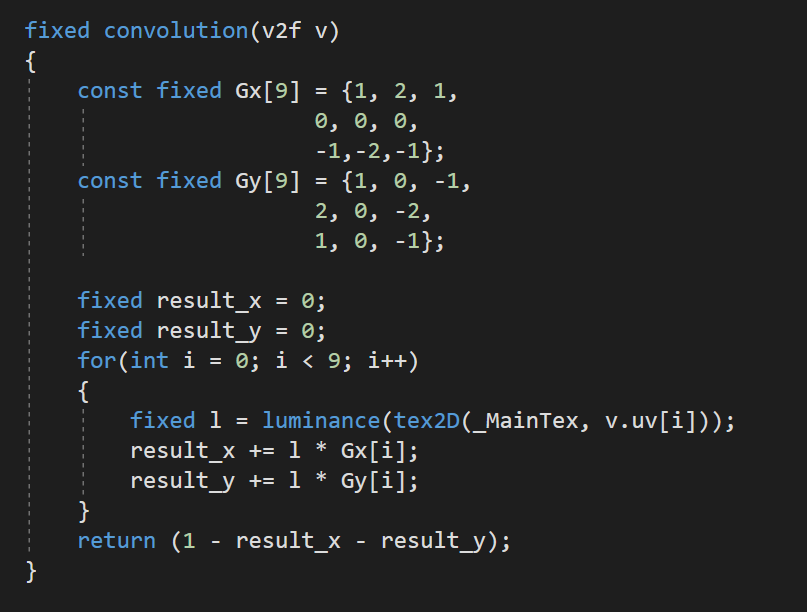 fixed convolution(v2f v)
{
    const fixed Gx[9] = {1, 2, 1,
                      0, 0, 0,
                      -1,-2,-1};
    const fixed Gy[9] = {1, 0, -1,
                      2, 0, -2,
                      1, 0, -1};

    fixed result_x = 0;
    fixed result_y = 0;
    for(int i = 0; i < 9; i++)
    {
        fixed l = luminance(tex2D(_MainTex, v.uv[i]));
        result_x += l * Gx[i];
        result_y += l * Gy[i];
    }
    return (1 - result_x - result_y);
}